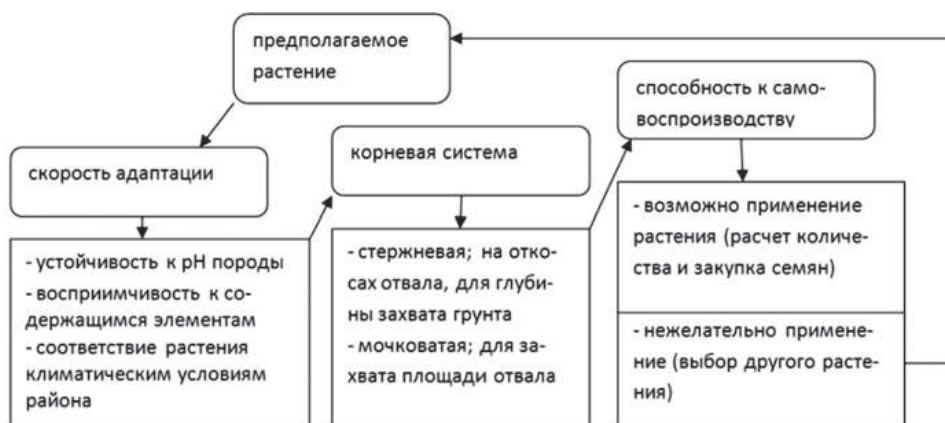 предполагаемое
растение
скорость адаптации
- устойчивость к pH породы
- восприимчивость к со-
держащимся элементам
- соответствие растения
климатическим условиям
района
корневая система
- стержневая; на отко-
сах отвала, для глуби-
ны захвата грунта
- мочковатая; для за-
хвата площади отвала
способность к само-
воспроизводству
- возможно применение
растения (расчет количе-
ства и закупка семян)
- нежелательно примене-
ние (выбор другого расте-
ния)